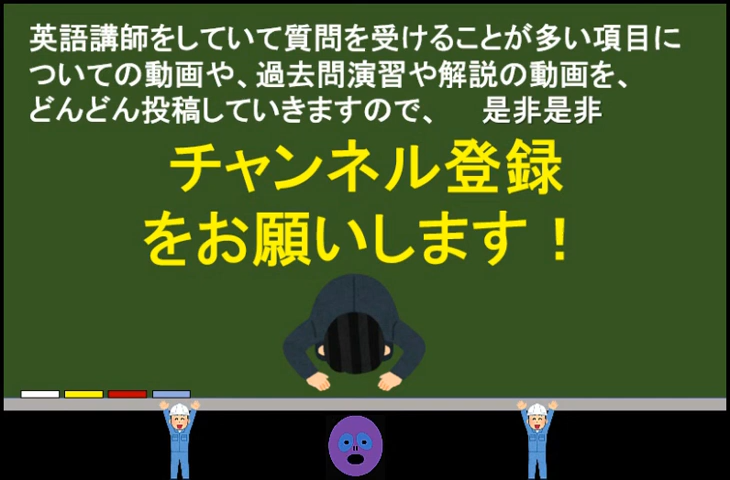 英語講師をしていて質問を受けることが多い項目に
ついての動画や、過去問演習や解説の動画を、
どんどん投稿していきますので、　是非是非
チャンネル登録
をお願いします！